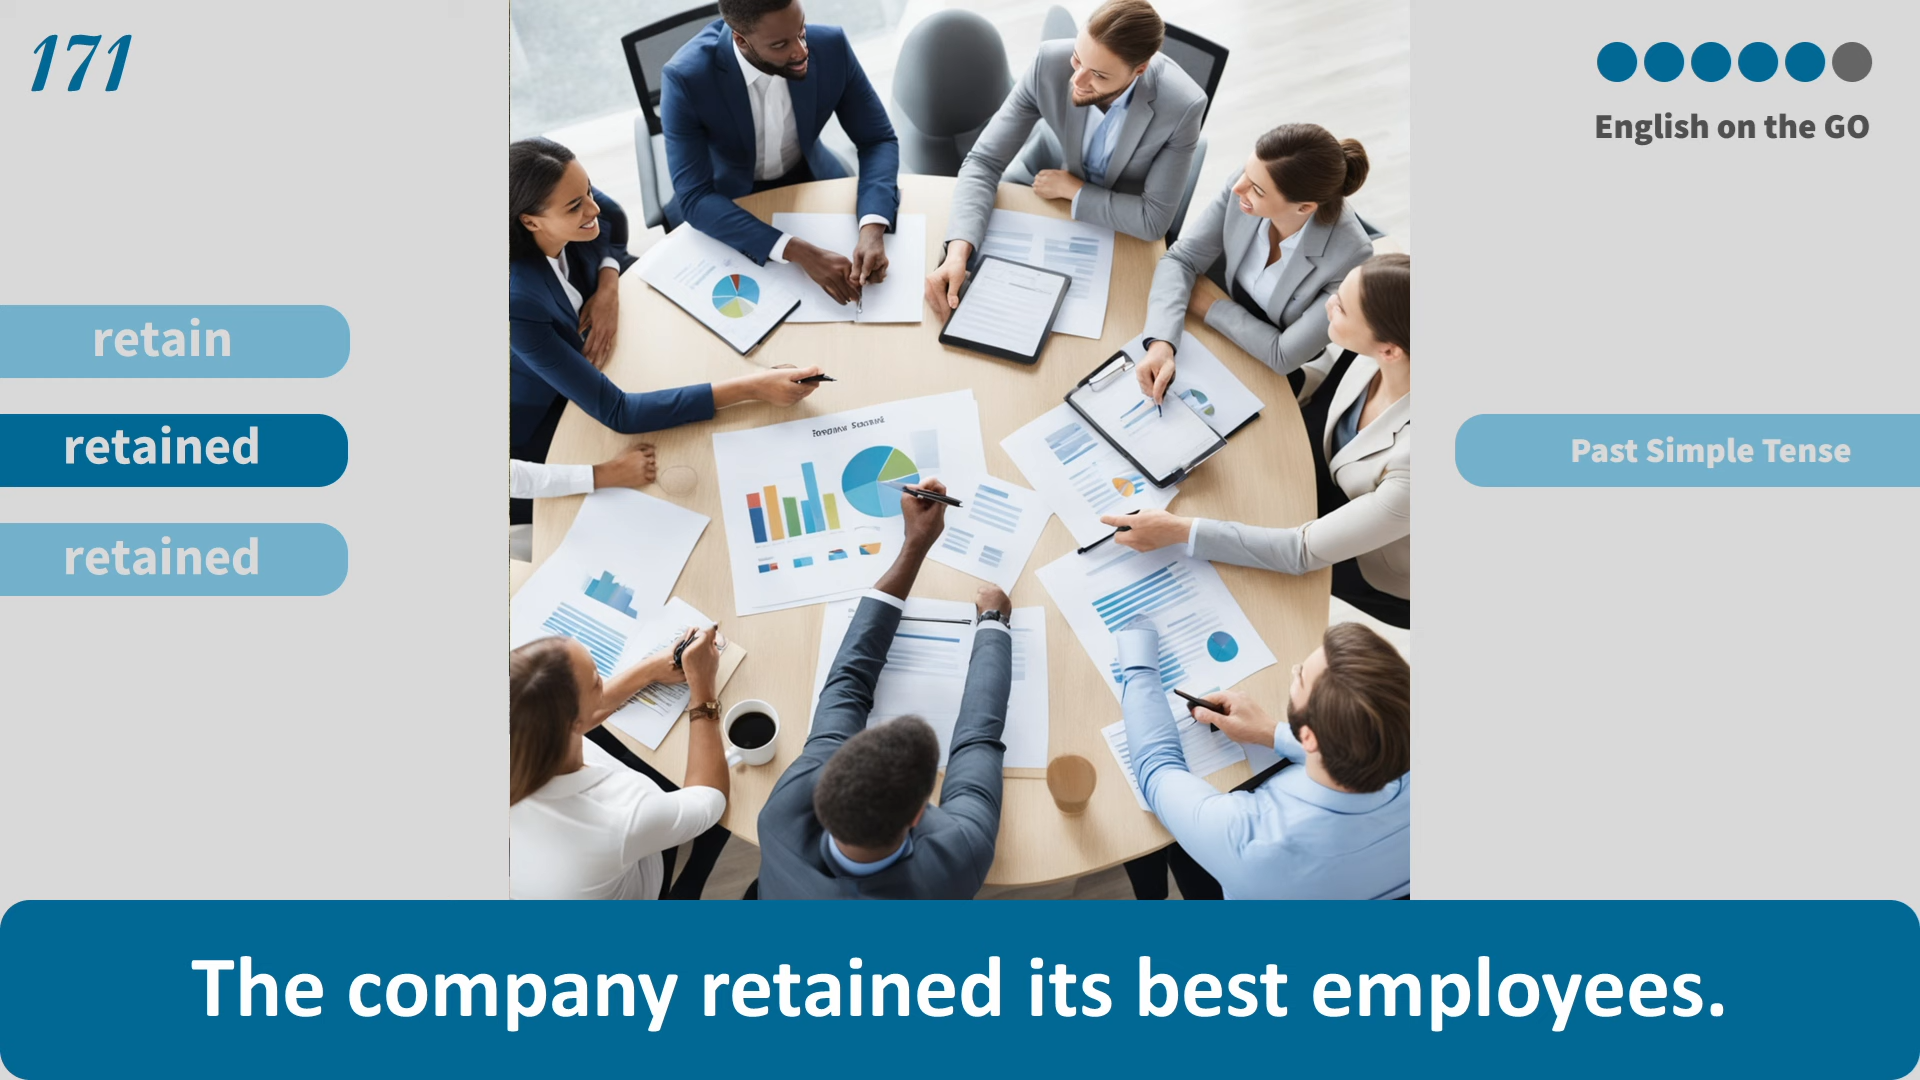 171
English on the GO
retain
retained
retained
Past Simple Tense
The company retained its best employees.